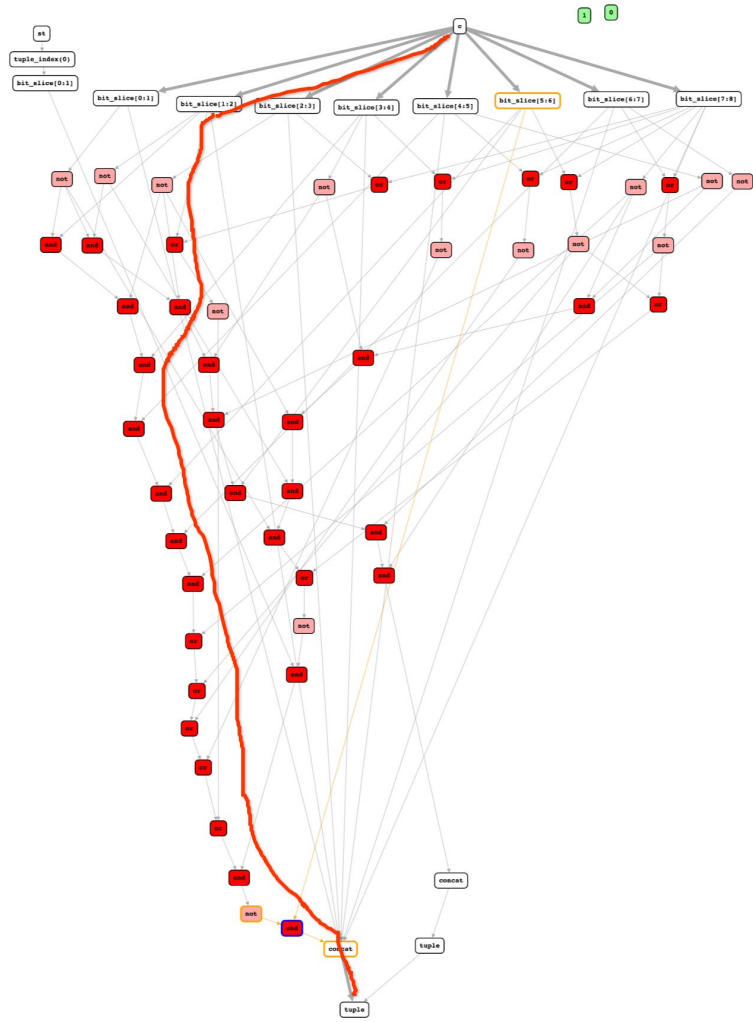 1 0
c
st
tuple_index(0)
bit_slice[0:1]
bit_slice[0:1] bit_slice[1:2] bit_slice[2:3] bit_slice[3:4] bit_slice[4:5] bit_slice[5:6] bit_slice[6:7] bit_slice[7:8]
not not not not or or or or not or not not
and and or not not not not
and and not and or
and and and
and and and
and and and
and and and
and or and
or not
or and
or
or
or
and concat
not and
concat tuple
tuple